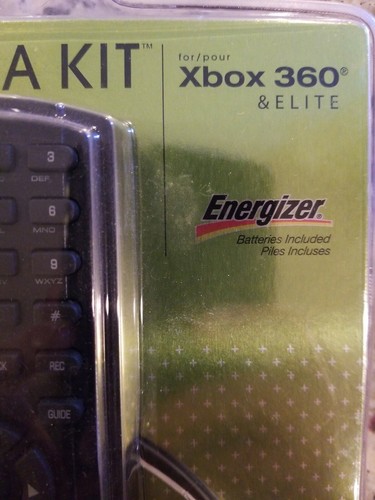 A KIT™
for/pour
Xbox 360®
& ELITE
3
DEF
6
MNO
9
WXYZ
Energizer®
Batteries Included
Piles Incluses
#
REC
GUIDE